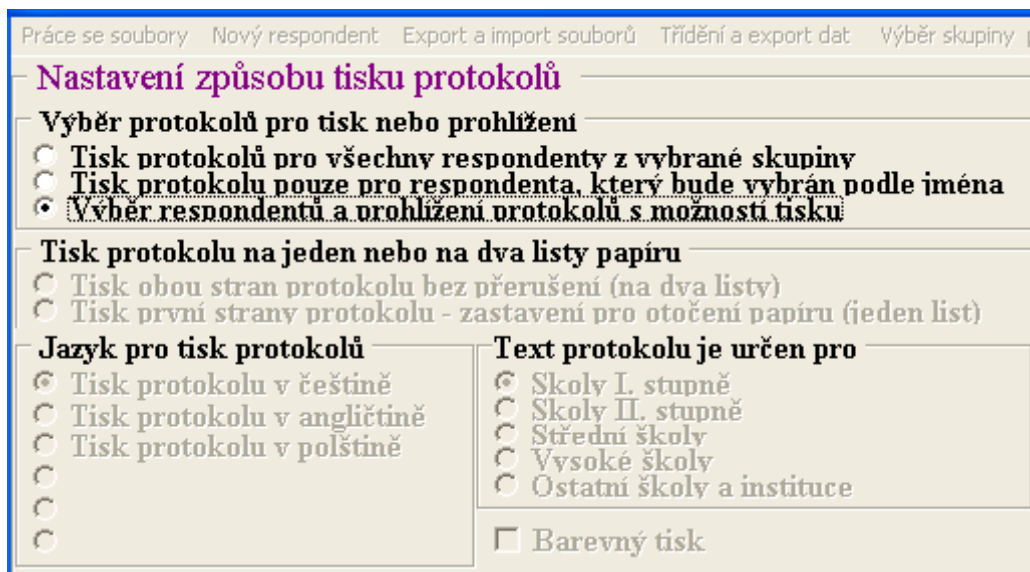 Práce se soubory Nový respondent Export a import souborů Třídění a export dat Výběr skupiny
Nastavení způsobu tisku protokolů
Výběr protokolů pro tisk nebo prohlížení
Tisk protokolů pro všechny respondenty z vybrané skupiny
Tisk protokolu pouze pro respondenta, který bude vybrán podle jména
Výběr respondentů a prohlížení protokolů s možností tisku
Tisk protokolu na jeden nebo na dva listy papíru
Tisk obou stran protokolu bez přerušení (na dva listy)
Tisk první strany protokolu - zastavení pro otočení papíru (jeden list)
Jazyk pro tisk protokolů
Tisk protokolu v češtině
Tisk protokolu v angličtině
Tisk protokolu v polštině
Text protokolu je určen pro
Skoly I. stupně
Skoly II. stupně
Střední školy
Vysoké školy
Ostatní školy a instituce
Barevný tisk